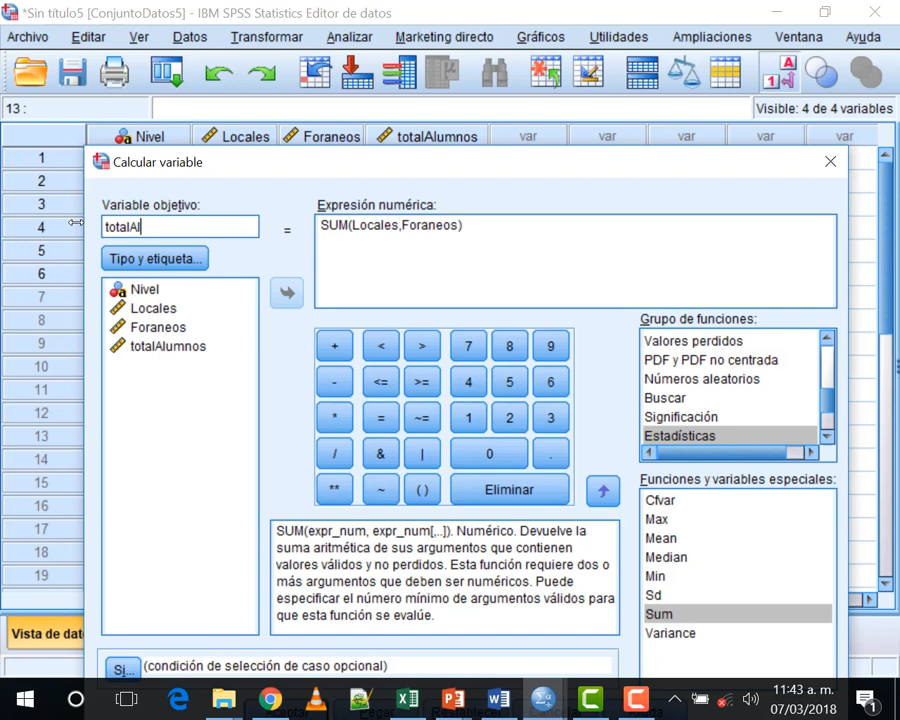 *Sin título5 [ConjuntoDatos5] - IBM SPSS Statistics Editor de datos
Archivo Editar Ver Datos Transformar Analizar Marketing directo Gráficos Utilidades Ampliaciones Ventana Ayuda
13 :
Visible: 4 de 4 variables
Nivel Locales Foraneos totalAlumnos var var var var var
1
2
3
4
5
6
7
8
9
10
11
12
13
14
15
16
17
18
19
Calcular variable
Variable objetivo:
totalAl
=
Tipo y etiqueta...
Nivel
Locales
Foraneos
totalAlumnos
Expresión numérica:
SUM(Locales,Foraneos)
+ < > 7 8 9
- <= >= 4 5 6
* = ~= 1 2 3
/ & | 0 .
** ~ ( ) Eliminar
Grupo de funciones:
Valores perdidos
PDF y PDF no centrada
Números aleatorios
Buscar
Significación
Estadísticas
Funciones y variables especiales:
Cfvar
Max
Mean
Median
Min
Sd
Sum
Variance
SUM(expr_num, expr_num[,..]). Numérico. Devuelve la
suma aritmética de sus argumentos que contienen
valores válidos y no perdidos. Esta función requiere dos o
más argumentos que deben ser numéricos. Puede
especificar el número mínimo de argumentos válidos para
que esta función se evalúe.
Si... (condición de selección de caso opcional)
Vista de dat
11:43 a. m.
07/03/2018
1